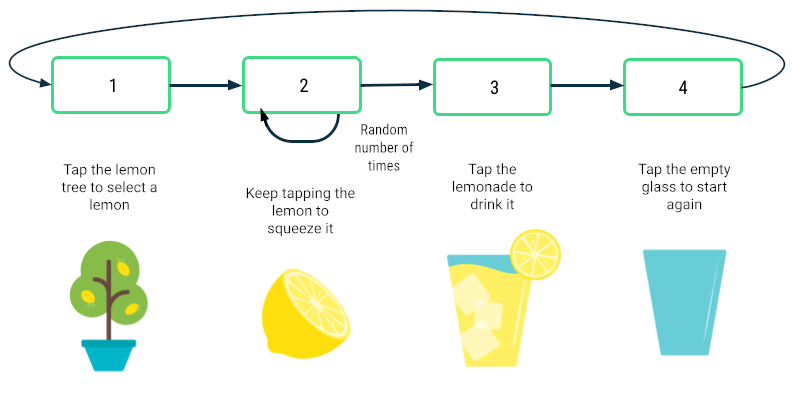 1
2
3
4
Random
number of
times
Tap the lemon
tree to select a
lemon
Keep tapping the
lemon to
squeeze it
Tap the
lemonade to
drink it
Tap the empty
glass to start
again